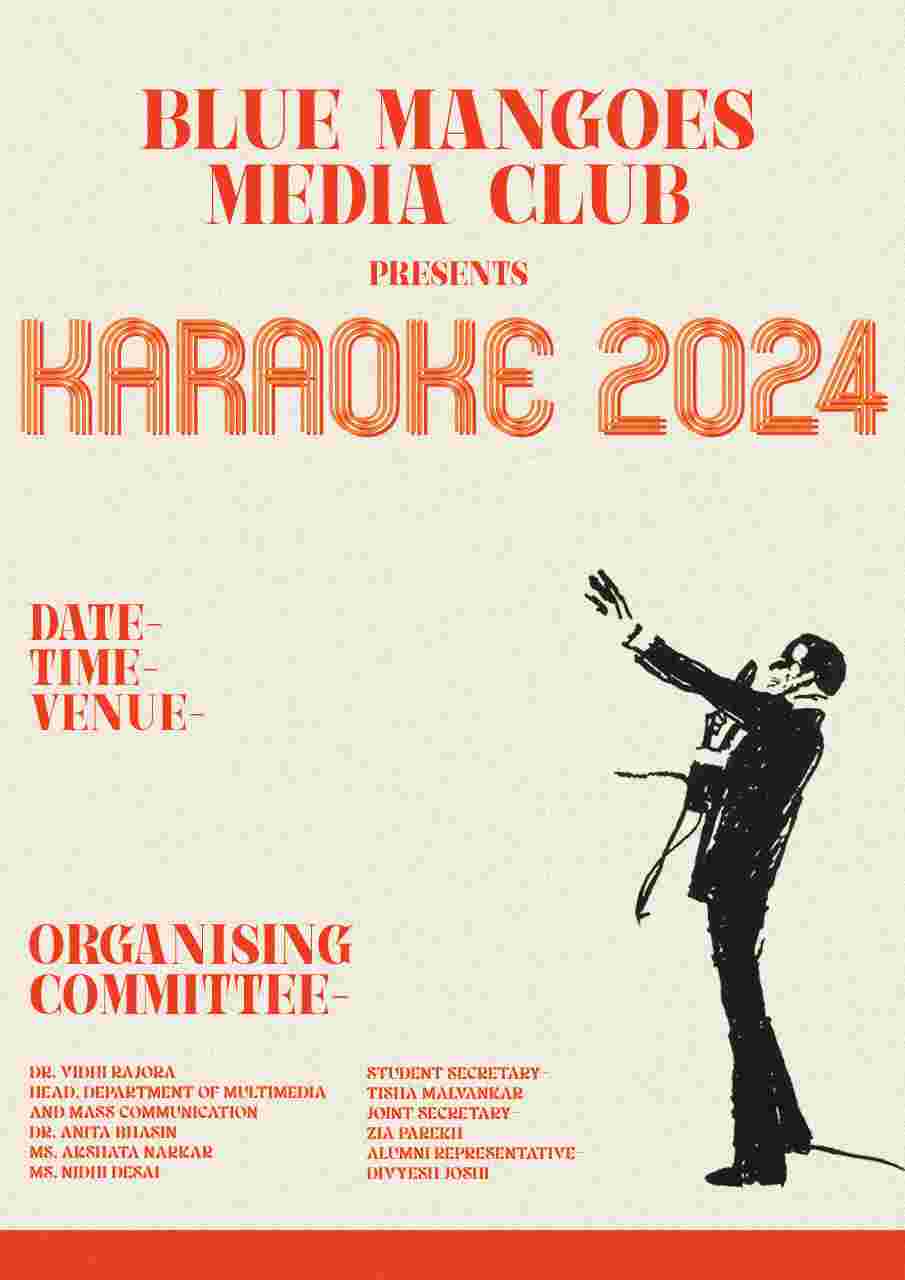 BLUE MANGOES
MEDIA CLUB
PRESENTS
KARAOKE 2024
DATE-
TIME-
VENUE-
ORGANISING
COMMITTEE-
DR. VIDHI RAJORA
HEAD, DEPARTMENT OF MULTIMEDIA
AND MASS COMMUNICATION
DR. ANITA BHASIN
MS. AKSHATA NARKAR
MS. NIDHI DESAI
STUDENT SECRETARY-
TISHA MALVANKAR
JOINT SECRETARY-
ZIA PAREKH
ALUMNI REPRESENTATIVE-
DIVYESH JOSHI